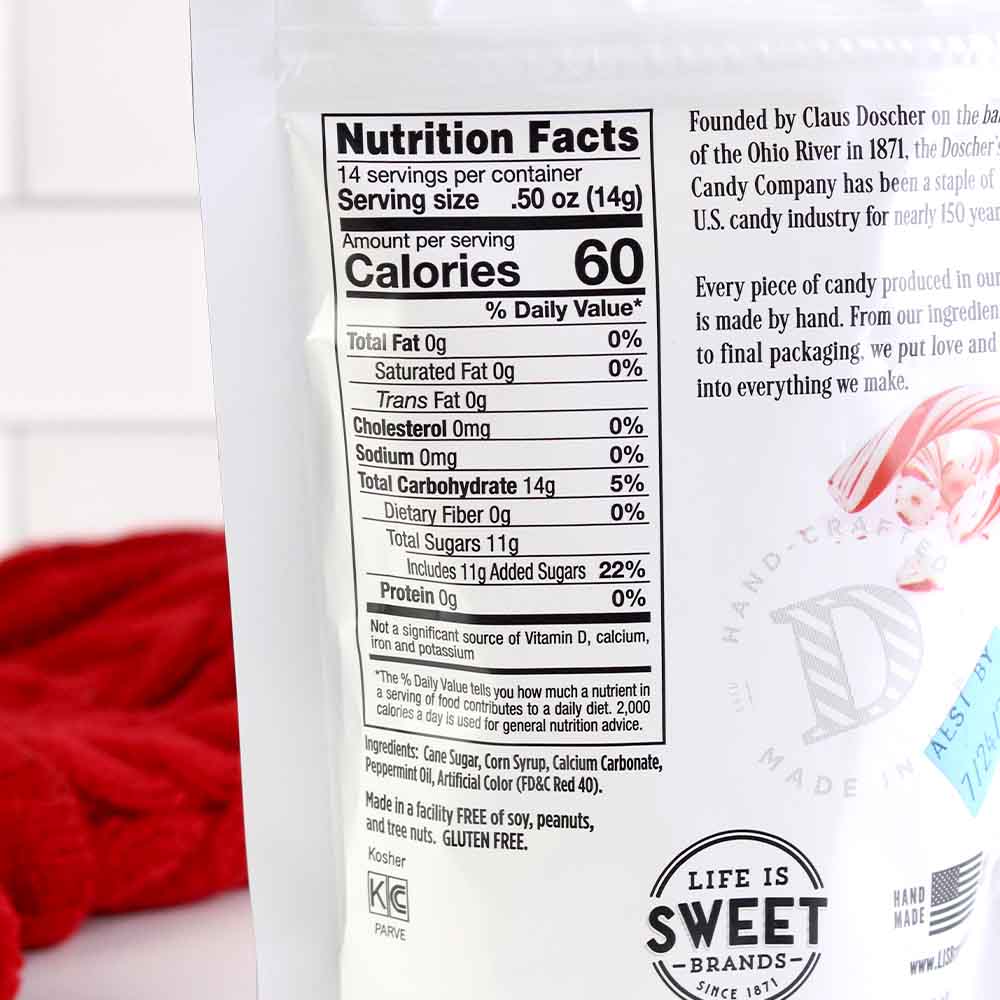 Nutrition Facts
14 servings per container
Serving size .50 oz (14g)
Amount per serving
Calories 60
% Daily Value*
Total Fat 0g 0%
Saturated Fat 0g 0%
Trans Fat 0g
Cholesterol 0mg 0%
Sodium 0mg 0%
Total Carbohydrate 14g 5%
Dietary Fiber 0g 0%
Total Sugars 11g
Includes 11g Added Sugars 22%
Protein 0g 0%
Not a significant source of Vitamin D, calcium,
iron and potassium
*The % Daily Value tells you how much a nutrient in
a serving of food contributes to a daily diet. 2,000
calories a day is used for general nutrition advice.
Ingredients: Cane Sugar, Corn Syrup, Calcium Carbonate,
Peppermint Oil, Artificial Color (FD&C Red 40).
Made in a facility FREE of soy, peanuts,
and tree nuts. GLUTEN FREE.
Kosher
KC
PARVE
Founded by Claus Doscher on the
of the Ohio River in 1871, the Doscher's
Candy Company has been a staple of
U.S. candy industry for nearly 150
Every piece of candy produced in our
is made by hand. From our
to final packaging, we put love and
into everything we make.
HAND-CRAFTED
D
MADE IN
BY
7/24/
LIFE IS
SWEET
BRANDS
SINCE 1871
HAND
MADE